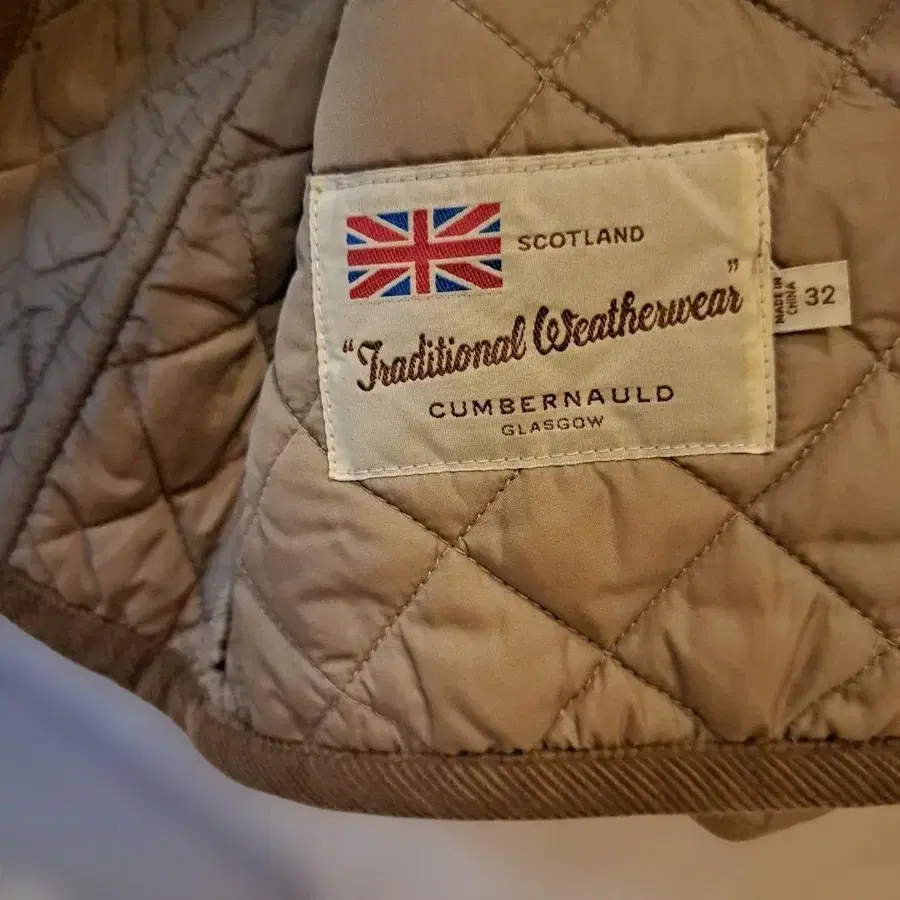 SCOTLAND
"Traditional Weatherwear"
CUMBERNAULD
GLASGOW
MADE IN
CHINA
32